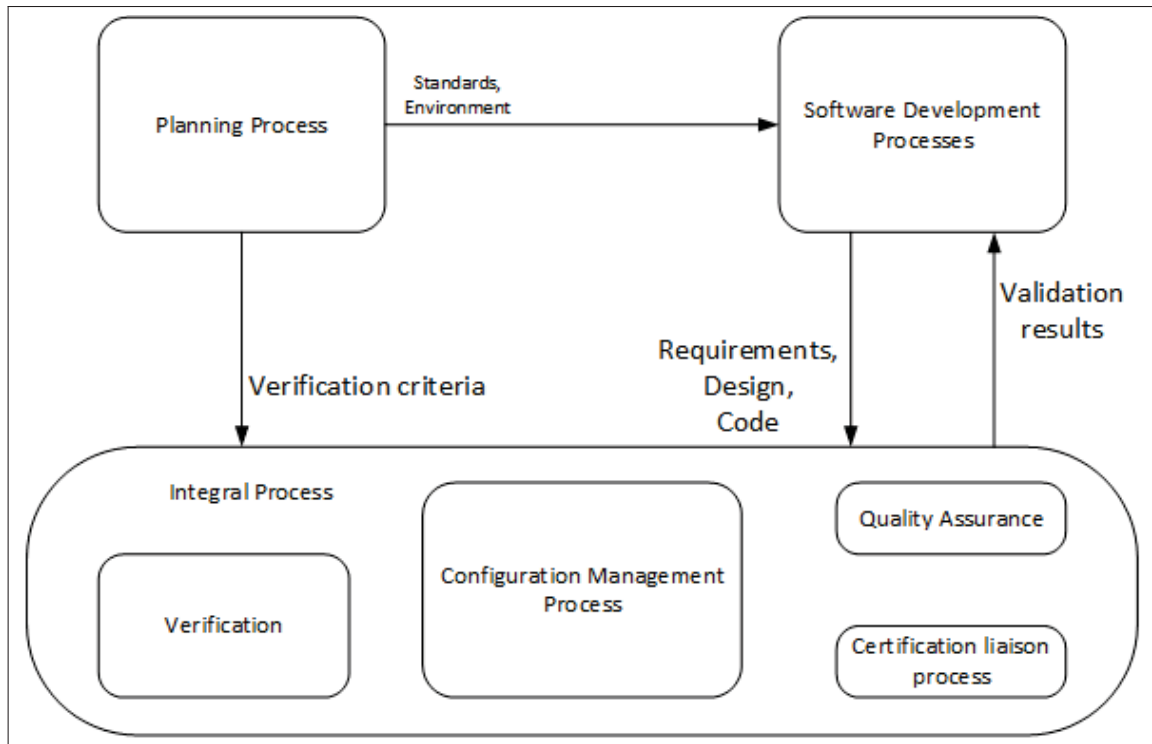 Planning Process
Standards,
Environment
Software Development
Processes
Verification criteria
Requirements,
Design,
Code
Validation
results
Integral Process
Verification
Configuration Management
Process
Quality Assurance
Certification liaison
process